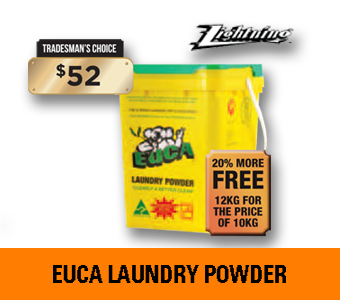 TRADESMAN'S CHOICE
$52
Lightning
EUCA
LAUNDRY POWDER
20% MORE
FREE
12KG FOR
THE PRICE
OF 10KG
EUCA LAUNDRY POWDER